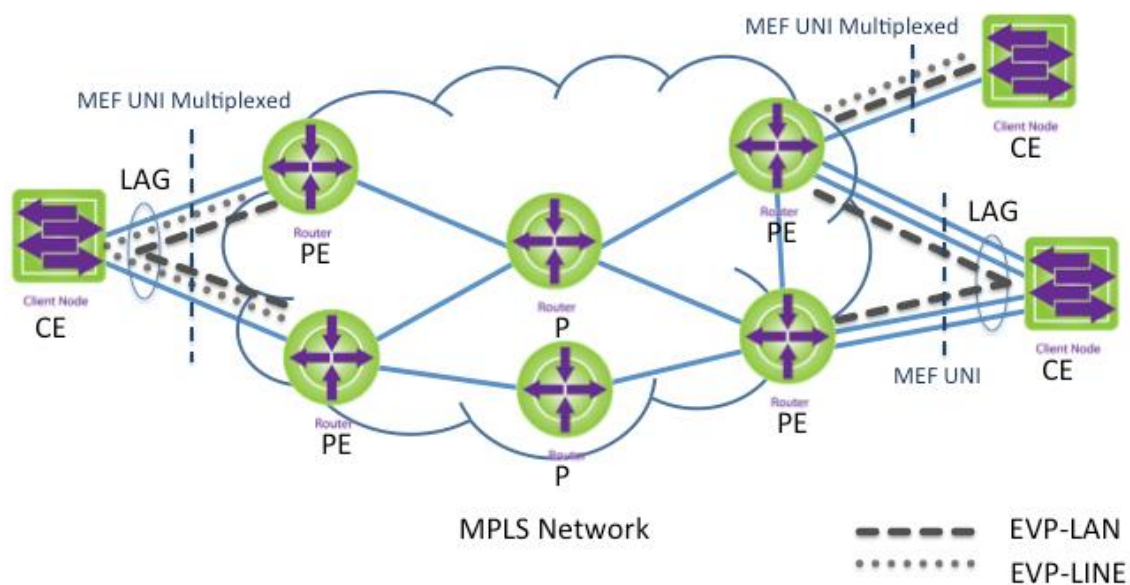 MEF UNI Multiplexed
MEF UNI Multiplexed
Client Node
CE
LAG
LAG
Router
PE
Router
PE
Client Node
CE
Router
P
Client Node
CE
MEF UNI
Router
PE
Router
P
Router
PE
MPLS Network
EVP-LAN
EVP-LINE